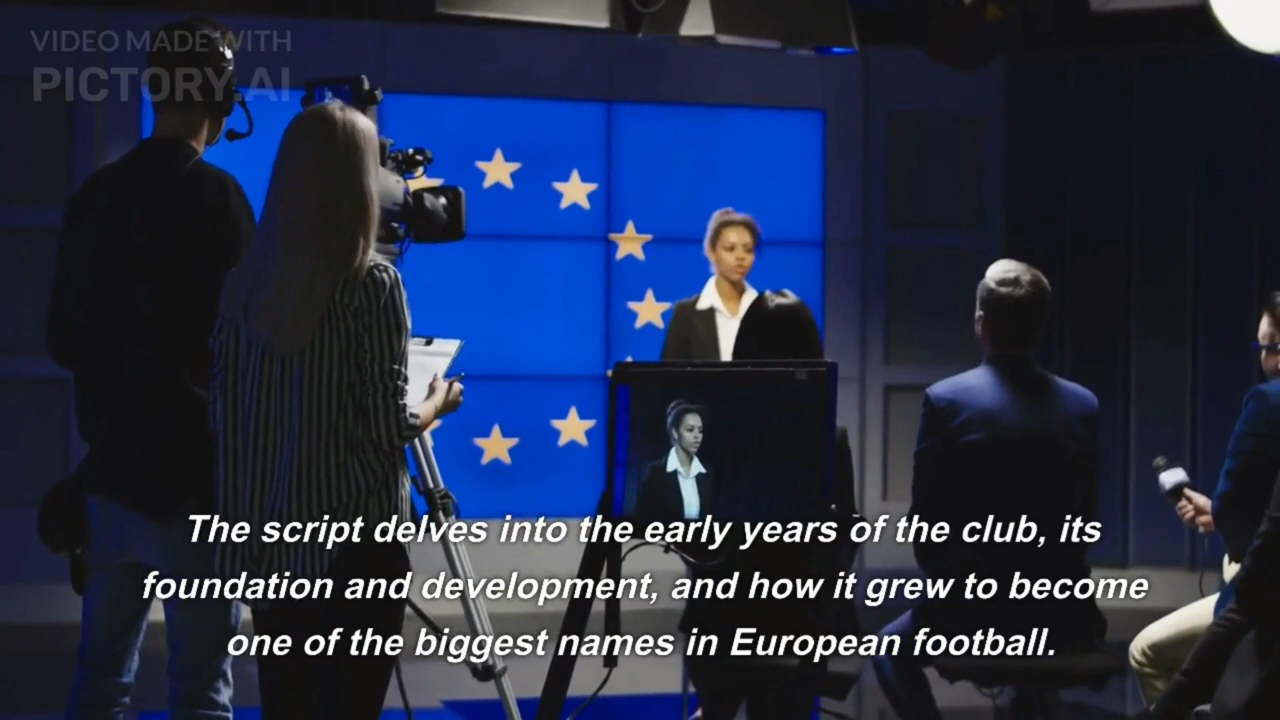 VIDEO MADE WITH
PICTORY.AI
The script delves into the early years of the club, its
foundation and development, and how it grew to become
one of the biggest names in European football.